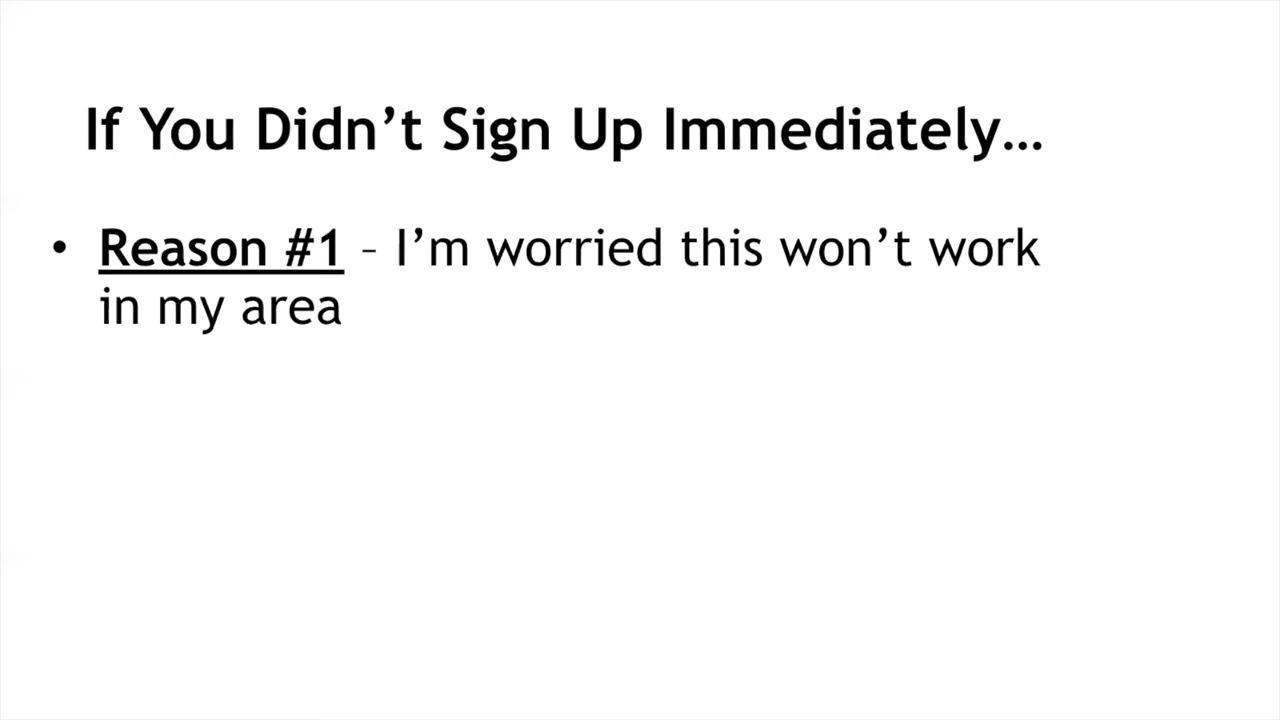 If You Didn’t Sign Up Immediately…
• Reason #1 – I’m worried this won’t work
in my area